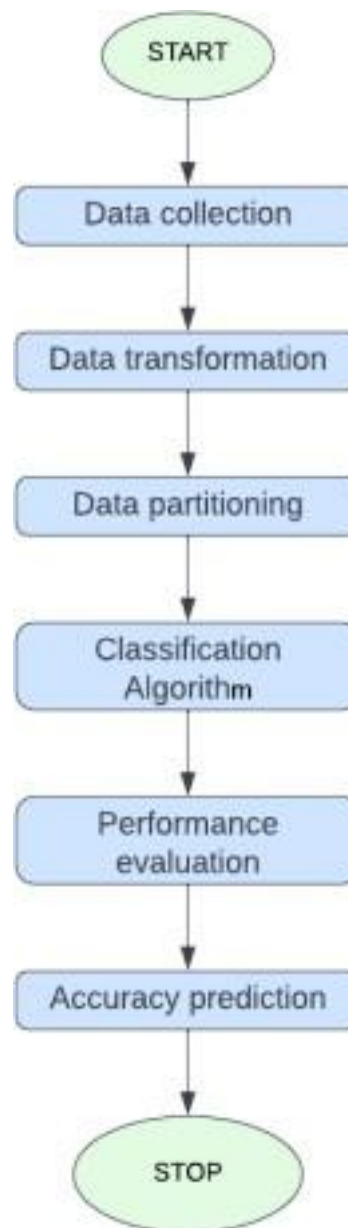 START
Data collection
Data transformation
Data partitioning
Classification
Algorithm
Performance
evaluation
Accuracy prediction
STOP